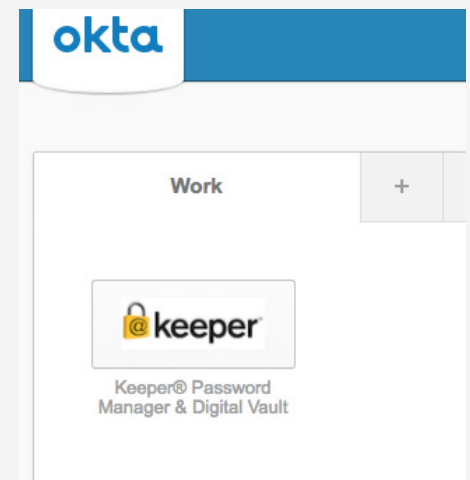 okta
Work +
@ keeper
Keeper® Password
Manager & Digital Vault